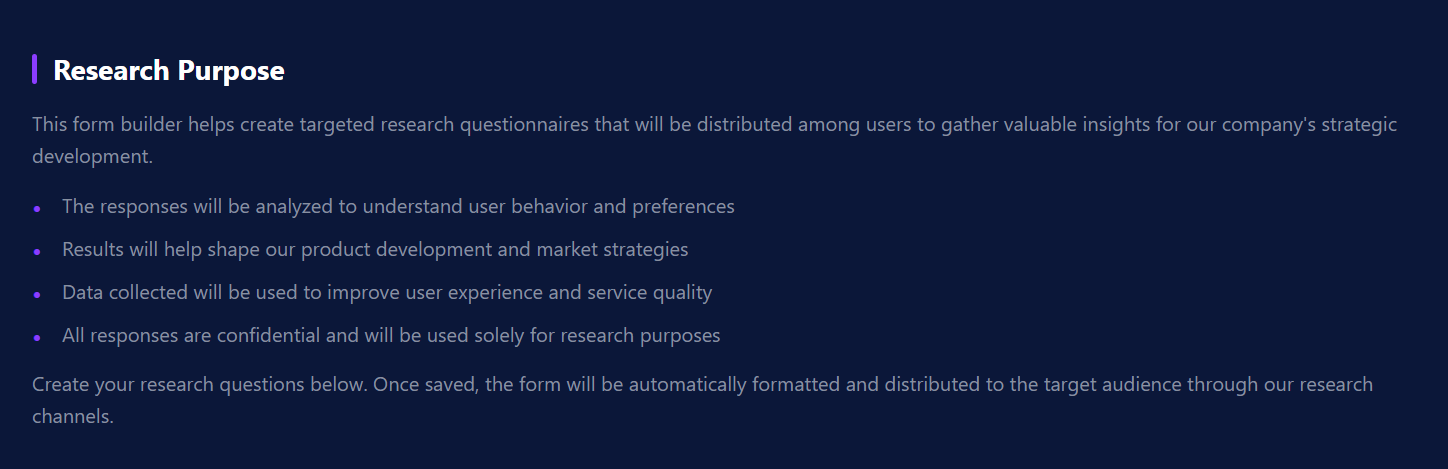 Research Purpose
This form builder helps create targeted research questionnaires that will be distributed among users to gather valuable insights for our company's strategic
development.
The responses will be analyzed to understand user behavior and preferences
Results will help shape our product development and market strategies
Data collected will be used to improve user experience and service quality
All responses are confidential and will be used solely for research purposes
Create your research questions below. Once saved, the form will be automatically formatted and distributed to the target audience through our research
channels.